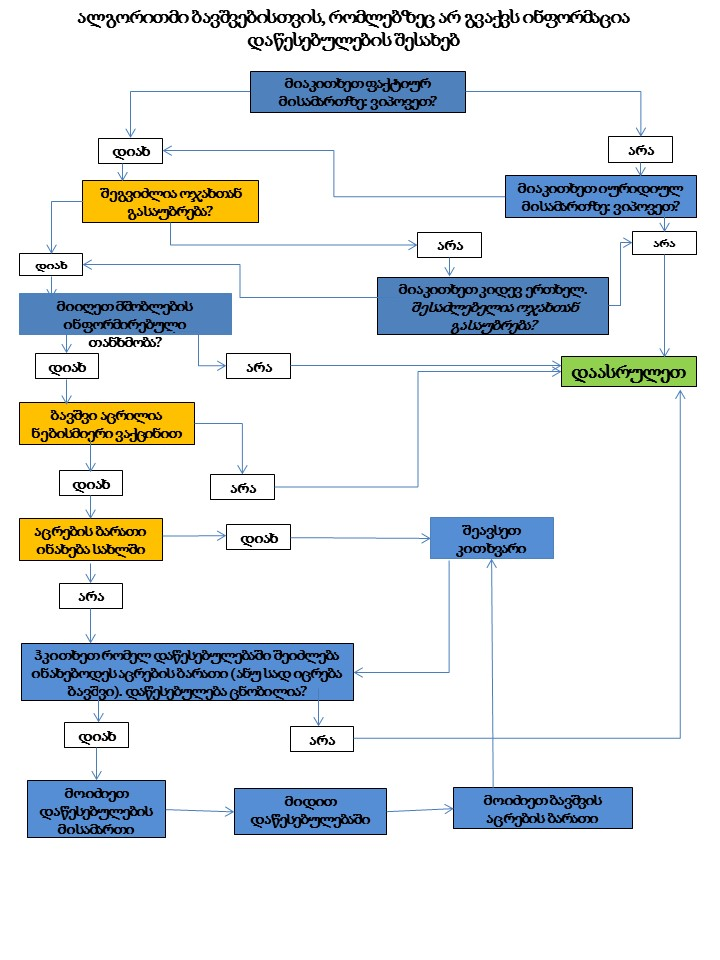 ალგორითმი ბავშვებისთვის, რომლებზეც არ გვაქვს ინფორმაცია
დაწესებულების შესახებ
მიაკითხეთ ფაქტიურ
მისამართზე: ვიპოვეთ?
დიახ
არა
შეგვიძლია ოჯახთან
გასაუბრება?
მიაკითხეთ იურიდიულ
მისამართზე: ვიპოვეთ?
არა
არა
დიახ
მიაკითხეთ კიდევ ერთხელ.
შესაძლებელია ოჯახთან
გასაუბრება?
მიიღეთ მშობლების
ინფორმირებული
თანხმობა?
დიახ
არა
დაასრულეთ
ბავშვი აცრილია
ნებისმიერი ვაქცინით
დიახ
არა
აცრების ბარათი
ინახება სახლში
დიახ
შეავსეთ
კითხვარი
არა
ჰკითხეთ რომელ დაწესებულებაში შეიძლება
ინახებოდეს აცრების ბარათი (ანუ სად იცრება
ბავშვი). დაწესებულება ცნობილია?
დიახ
არა
მოიძიეთ
დაწესებულების
მისამართი
მიდით
დაწესებულებაში
მოიძიეთ ბავშვის
აცრების ბარათი